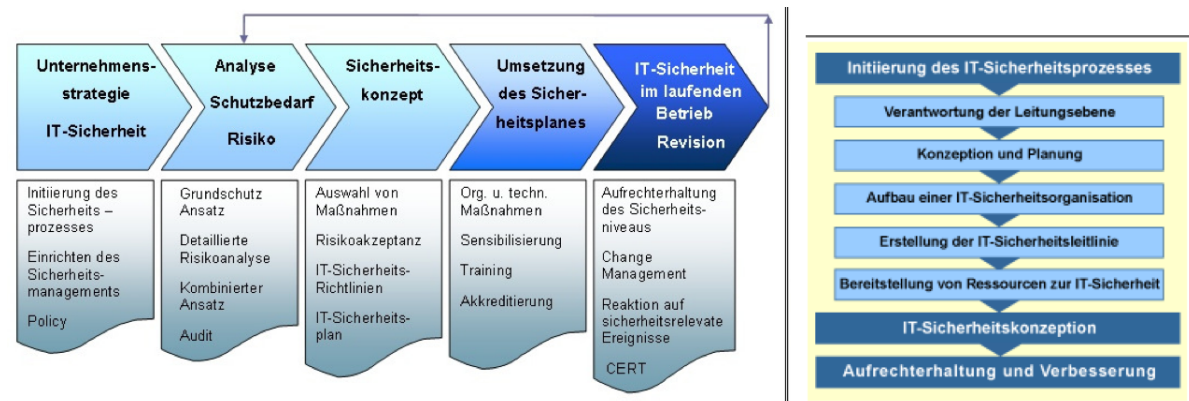 Unternehmens-
strategie
IT-Sicherheit
Analyse
Schutzbedarf
Risiko
Sicherheits-
konzept
Umsetzung
des Sicher-
heitsplanes
IT-Sicherheit
im laufenden
Betrieb
Revision
Initiierung des
Sicherheits –
prozesses
Einrichten des
Sicherheits-
managements
Policy
Grundschutz
Ansatz
Detaillierte
Risikoanalyse
Kombinierter
Ansatz
Audit
Auswahl von
Maßnahmen
Risikoakzeptanz
IT-Sicherheits-
Richtlinien
IT-Sicherheits-
plan
Org. u. techn.
Maßnahmen
Sensibilisierung
Training
Akkreditierung
Aufrechterhaltung
des Sicherheits-
niveaus
Change
Management
Reaktion auf
sicherheitsrelevate
Ereignisse
CERT
Initiierung des IT-Sicherheitsprozesses
Verantwortung der Leitungsebene
Konzeption und Planung
Aufbau einer IT-Sicherheitsorganisation
Erstellung der IT-Sicherheitsleitlinie
Bereitstellung von Ressourcen zur IT-Sicherheit
IT-Sicherheitskonzeption
Aufrechterhaltung und Verbesserung